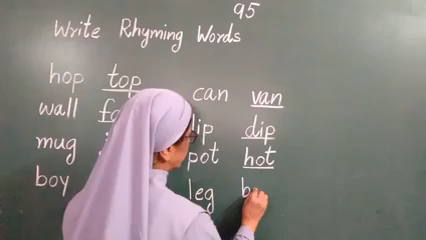 95
Write Rhyming Words
hop top can van
wall dip
mug pot hot
boy leg